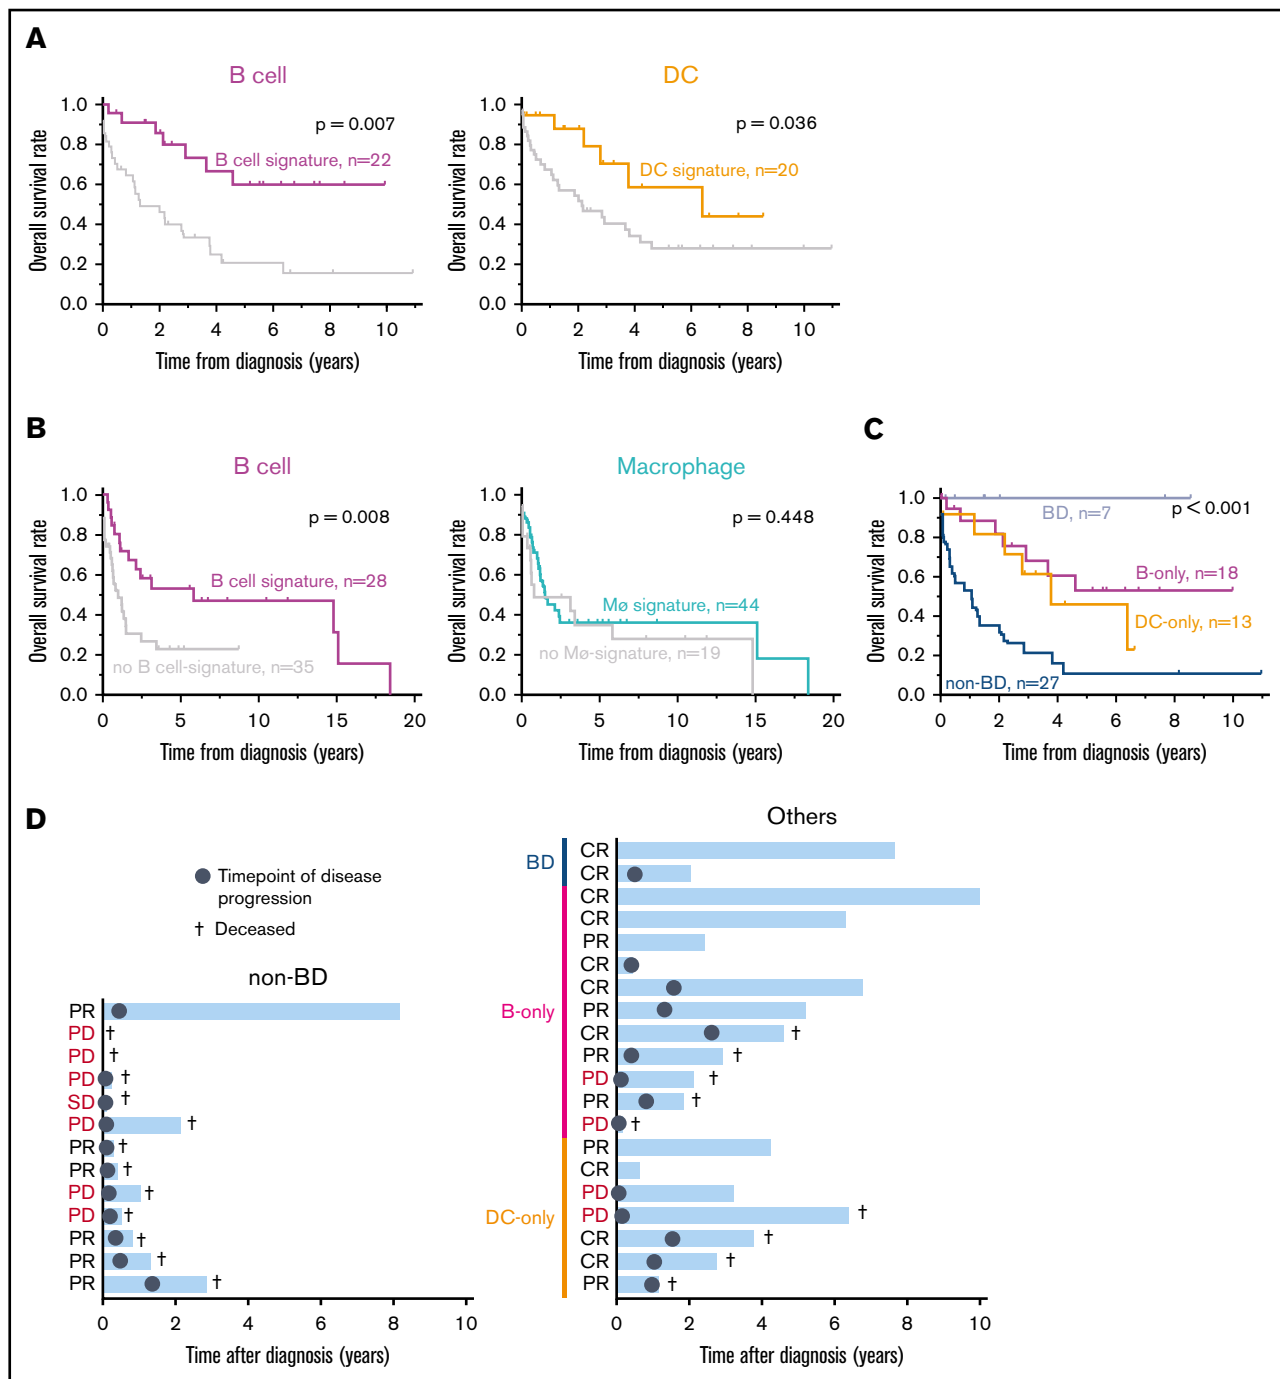 A
B cell
DC
1.0
0.8
0.6
0.4
0.2
0.0
Overall survival rate
p = 0.007
B cell signature, n=22
0 2 4 6 8 10
Time from diagnosis (years)
1.0
0.8
0.6
0.4
0.2
0.0
Overall survival rate
p = 0.036
DC signature, n=20
0 2 4 6 8 10
Time from diagnosis (years)
B
B cell
1.0
0.8
0.6
0.4
0.2
0.0
Overall survival rate
p = 0.008
B cell signature, n=28
no B cell-signature, n=35
0 5 10 15 20
Time from diagnosis (years)
Macrophage
1.0
0.8
0.6
0.4
0.2
0.0
Overall survival rate
p = 0.448
Mø signature, n=44
no Mø-signature, n=19
0 5 10 15 20
Time from diagnosis (years)
C
1.0
0.8
0.6
0.4
0.2
0.0
Overall survival rate
BD, n=7
p < 0.001
B-only, n=18
DC-only, n=13
non-BD, n=27
0 2 4 6 8 10
Time from diagnosis (years)
D
Timepoint of disease
progression
† Deceased
non-BD
PR
PD †
PD †
PD †
SD †
PD †
PR †
PR †
PD †
PD †
PR †
PR †
PR †
0 2 4 6 8 10
Time after diagnosis (years)
Others
BD
CR
CR
B-only
CR
CR
PR
CR
CR
PR
CR †
PR †
PD †
PR †
PD †
DC-only
PR
CR
PD
PD †
CR †
CR †
PR †
0 2 4 6 8 10
Time after diagnosis (years)